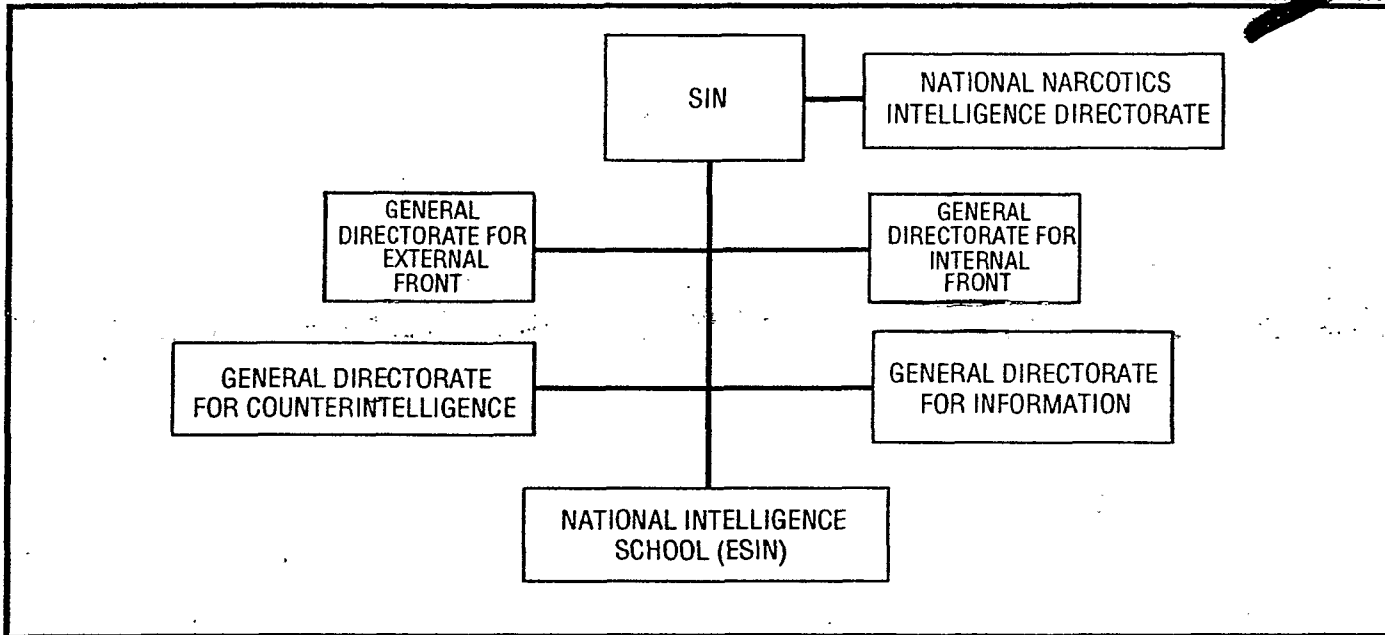 SIN
NATIONAL NARCOTICS
INTELLIGENCE DIRECTORATE
GENERAL
DIRECTORATE FOR
EXTERNAL
FRONT
GENERAL
DIRECTORATE FOR
INTERNAL
FRONT
GENERAL DIRECTORATE
FOR COUNTERINTELLIGENCE
GENERAL DIRECTORATE
FOR INFORMATION
NATIONAL INTELLIGENCE
SCHOOL (ESIN)